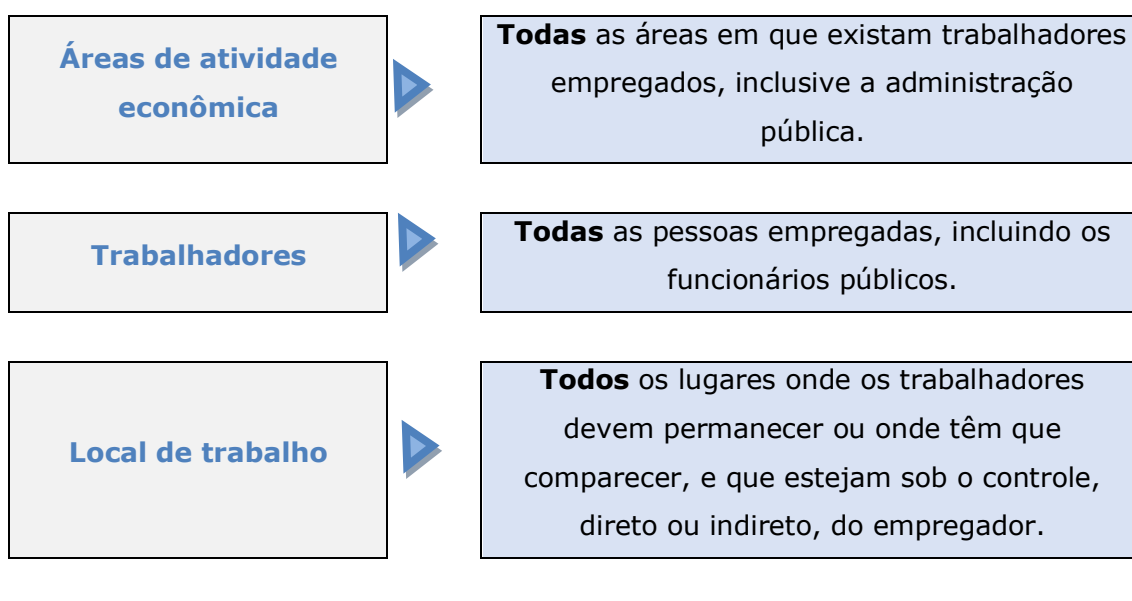 Áreas de atividade
econômica
Todas as áreas em que existam trabalhadores
empregados, inclusive a administração
pública.
Trabalhadores
Todas as pessoas empregadas, incluindo os
funcionários públicos.
Local de trabalho
Todos os lugares onde os trabalhadores
devem permanecer ou onde têm que
comparecer, e que estejam sob o controle,
direto ou indireto, do empregador.